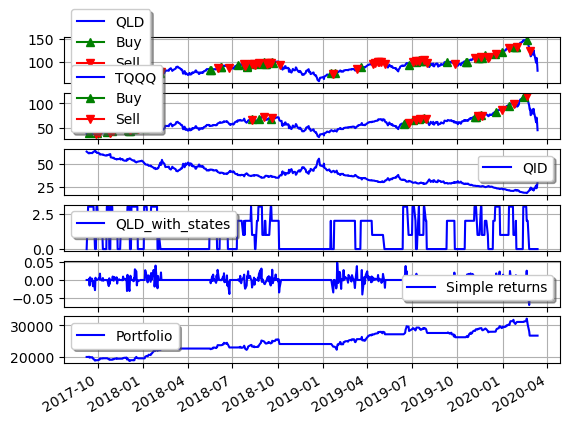 QLD
Buy
Sell
150
100
TQQQ
Buy
Sell
100
50
QID
50
25
QLD_with_states
2.5
0.0
Simple returns
0.05
0.00
−0.05
Portfolio
30000
20000
2017-10 2018-01 2018-04 2018-07 2018-10 2019-01 2019-04 2019-07 2019-10 2020-01 2020-04